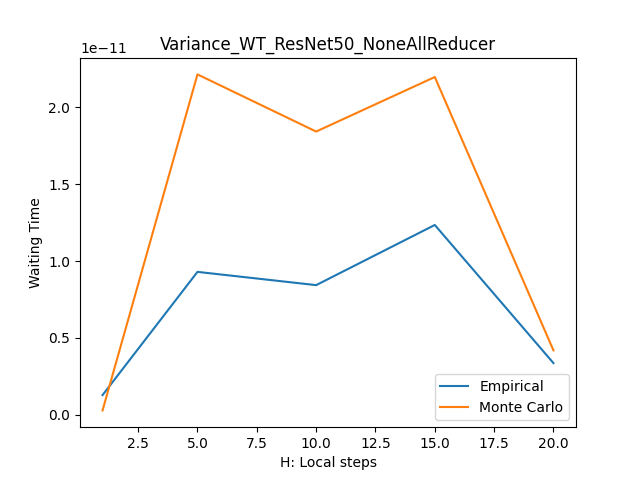 Variance_WT_ResNet50_NoneAllReducer
1e−11
2.0
1.5
1.0
0.5
0.0
Waiting Time
2.5 5.0 7.5 10.0 12.5 15.0 17.5 20.0
H: Local steps
Empirical
Monte Carlo